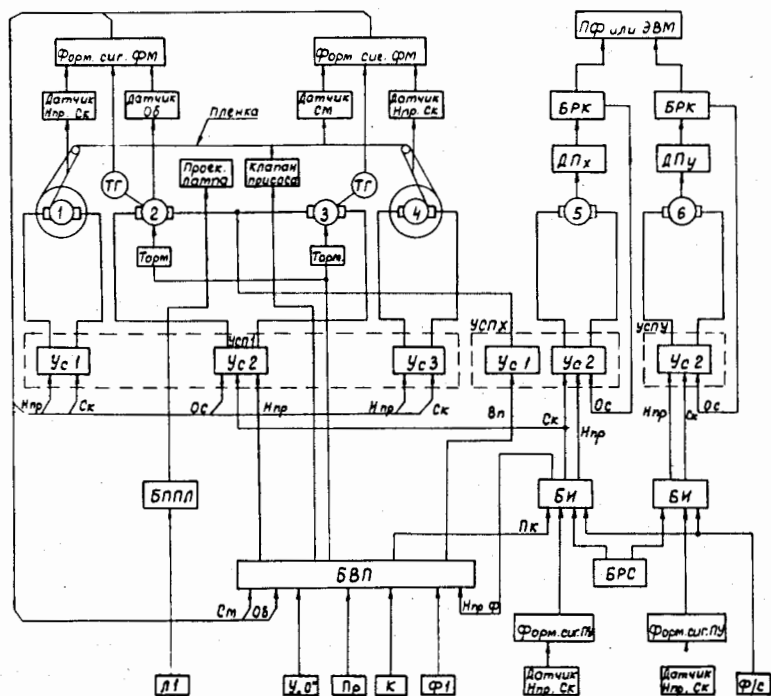 Форм. сиг. ФМ
Форм. сиг. ФМ
ПФ или ЭВМ
Датчик Нпр. Ск
Датчик Об
Датчик См
Датчик Нпр. Ск
БРК
БРК
Пленка
ТГ
Проек. лампа
Клапан присоса
ТГ
ДПх
ДПу
1
2
3
4
5
6
Торм.
Торм.
УСП1
УСПХ
УСПУ
Ус 1
Ус 2
Ус 3
Ус 1
Ус 2
Ус 2
Нпр
Ск
Ос
Нпр
Нпр
Ск
Вп
Ск
Нпр
Ос
Нпр
Ск
Ос
БППЛ
БИ
БИ
Пк
БВП
БРС
См
Об
Нпр Ф
Форм. сиг. ПУ
Форм. сиг. ПУ
Л1
У„0"
Пр
К
Ф1
Датчик Нпр. Ск
Датчик Нпр. Ск
Ф/с